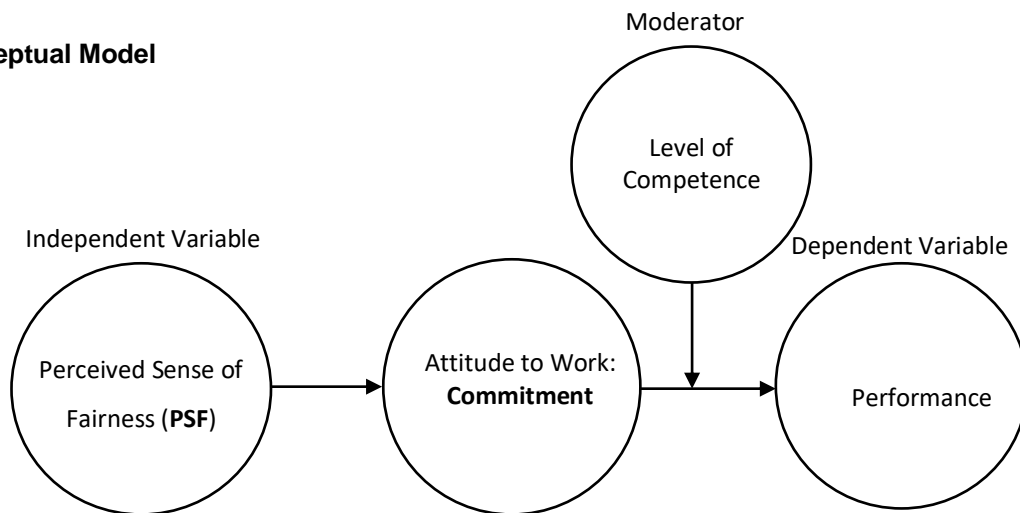 eptual Model
Moderator
Level of
Competence
Independent Variable
Dependent Variable
Perceived Sense of
Fairness (PSF)
Attitude to Work:
Commitment
Performance